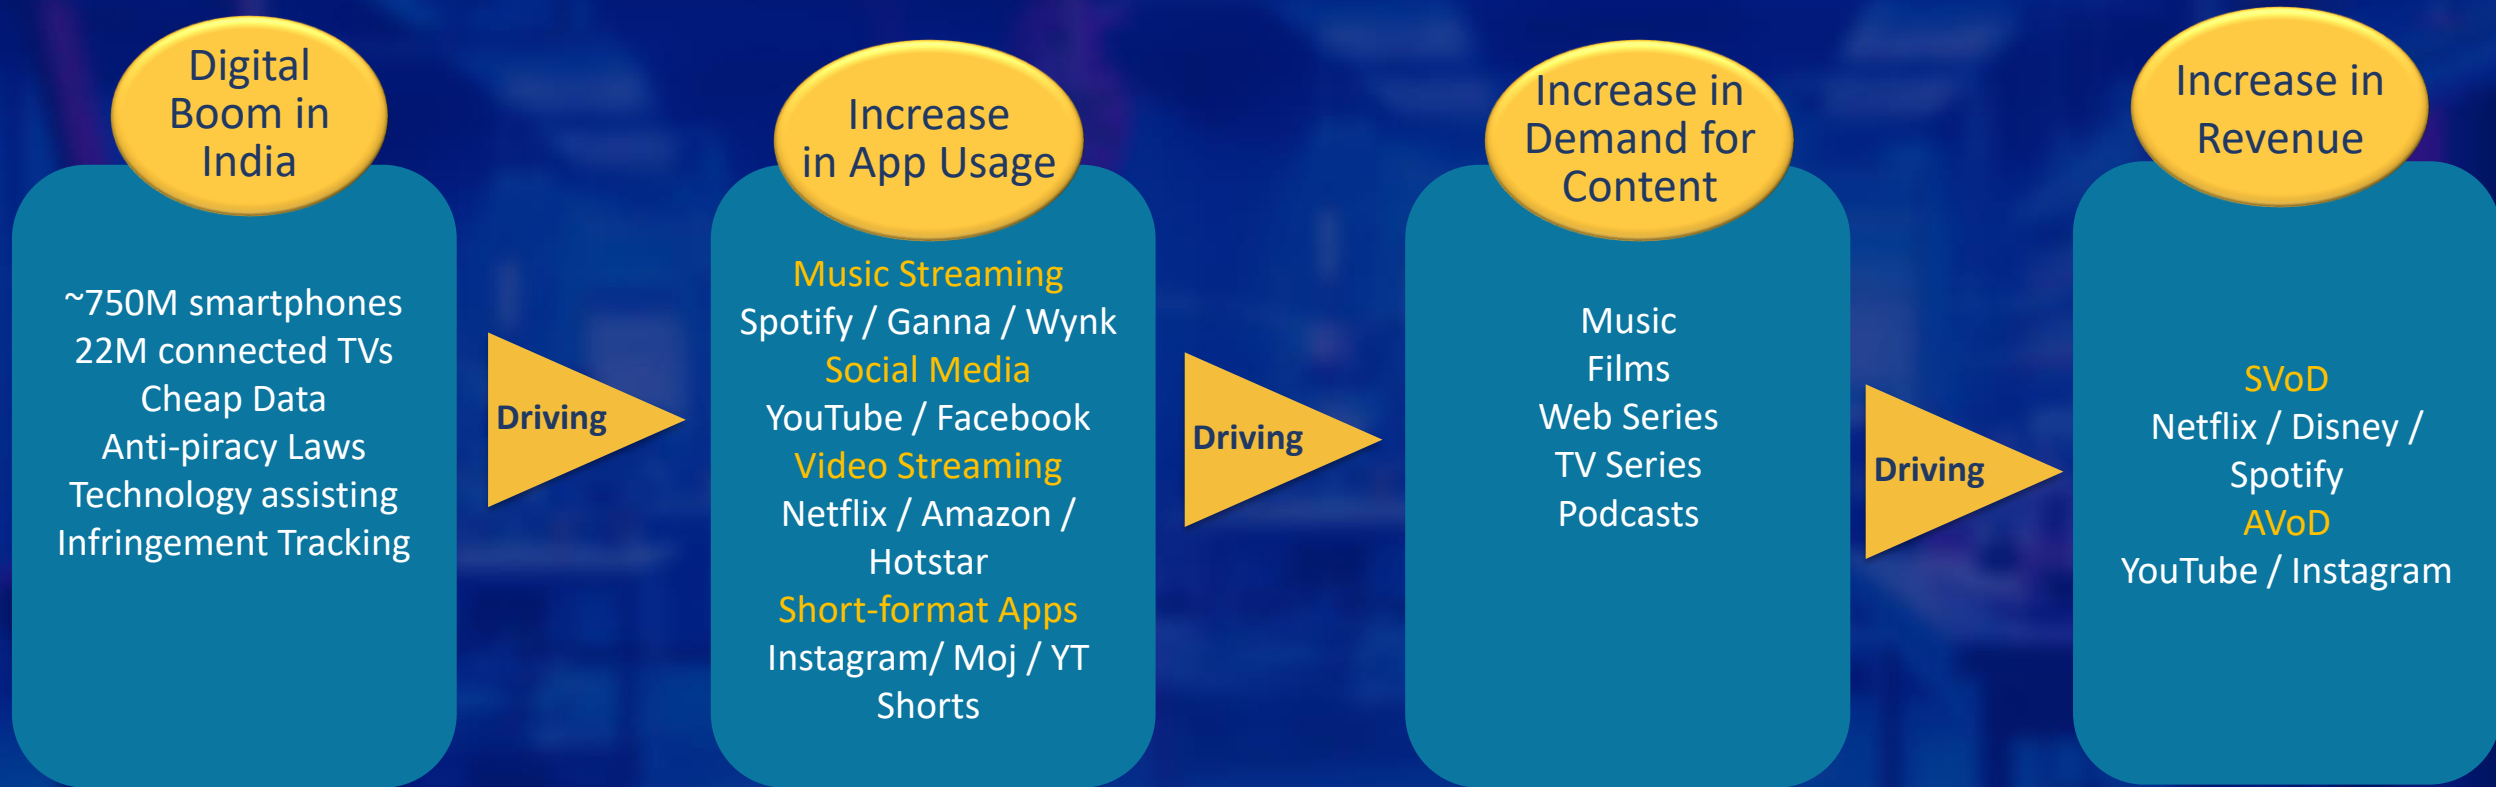 Digital
Boom in
India
~750M smartphones
22M connected TVs
Cheap Data
Anti-piracy Laws
Technology assisting
Infringement Tracking
Driving
Increase
in App Usage
Music Streaming
Spotify / Ganna / Wynk
Social Media
YouTube / Facebook
Video Streaming
Netflix / Amazon /
Hotstar
Short-format Apps
Instagram/ Moj / YT
Shorts
Driving
Increase in
Demand for
Content
Music
Films
Web Series
TV Series
Podcasts
Driving
Increase in
Revenue
SVoD
Netflix / Disney /
Spotify
AVoD
YouTube / Instagram